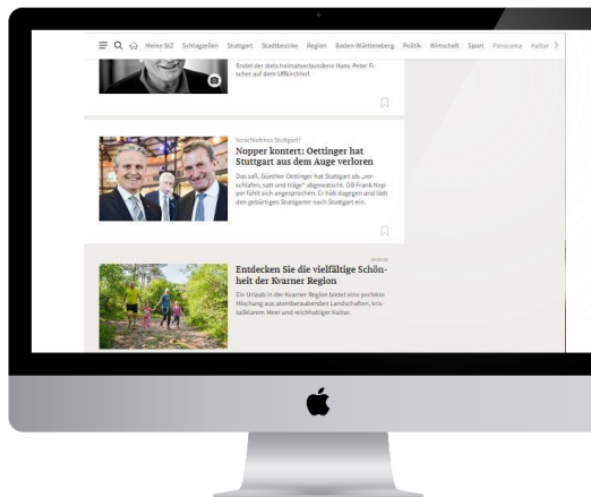 Meine StZ Schlagzeilen Stuttgart Stadtbezirke Region Baden-Württemberg Politik Wirtschaft Sport Panorama Kultur
findet der stets heimatverbundene Hans-Peter Fi-
scher auf dem Uffkirchhof.
Verschlafenes Stuttgart?
Nopper kontert: Oettinger hat
Stuttgart aus dem Auge verloren
Das saß. Günther Oettinger hat Stuttgart als „ver-
schlafen, satt und träge“ abgewatscht. OB Frank Nop-
per fühlt sich angesprochen. Er hält dagegen und lädt
den gebürtigen Stuttgarter nach Stuttgart ein.
ANZEIGE
Entdecken Sie die vielfältige Schön-
heit der Kvarner Region
Ein Urlaub in der Kvarner Region bietet eine perfekte
Mischung aus atemberaubenden Landschaften, kris-
tallklarem Meer und reichhaltiger Kultur.